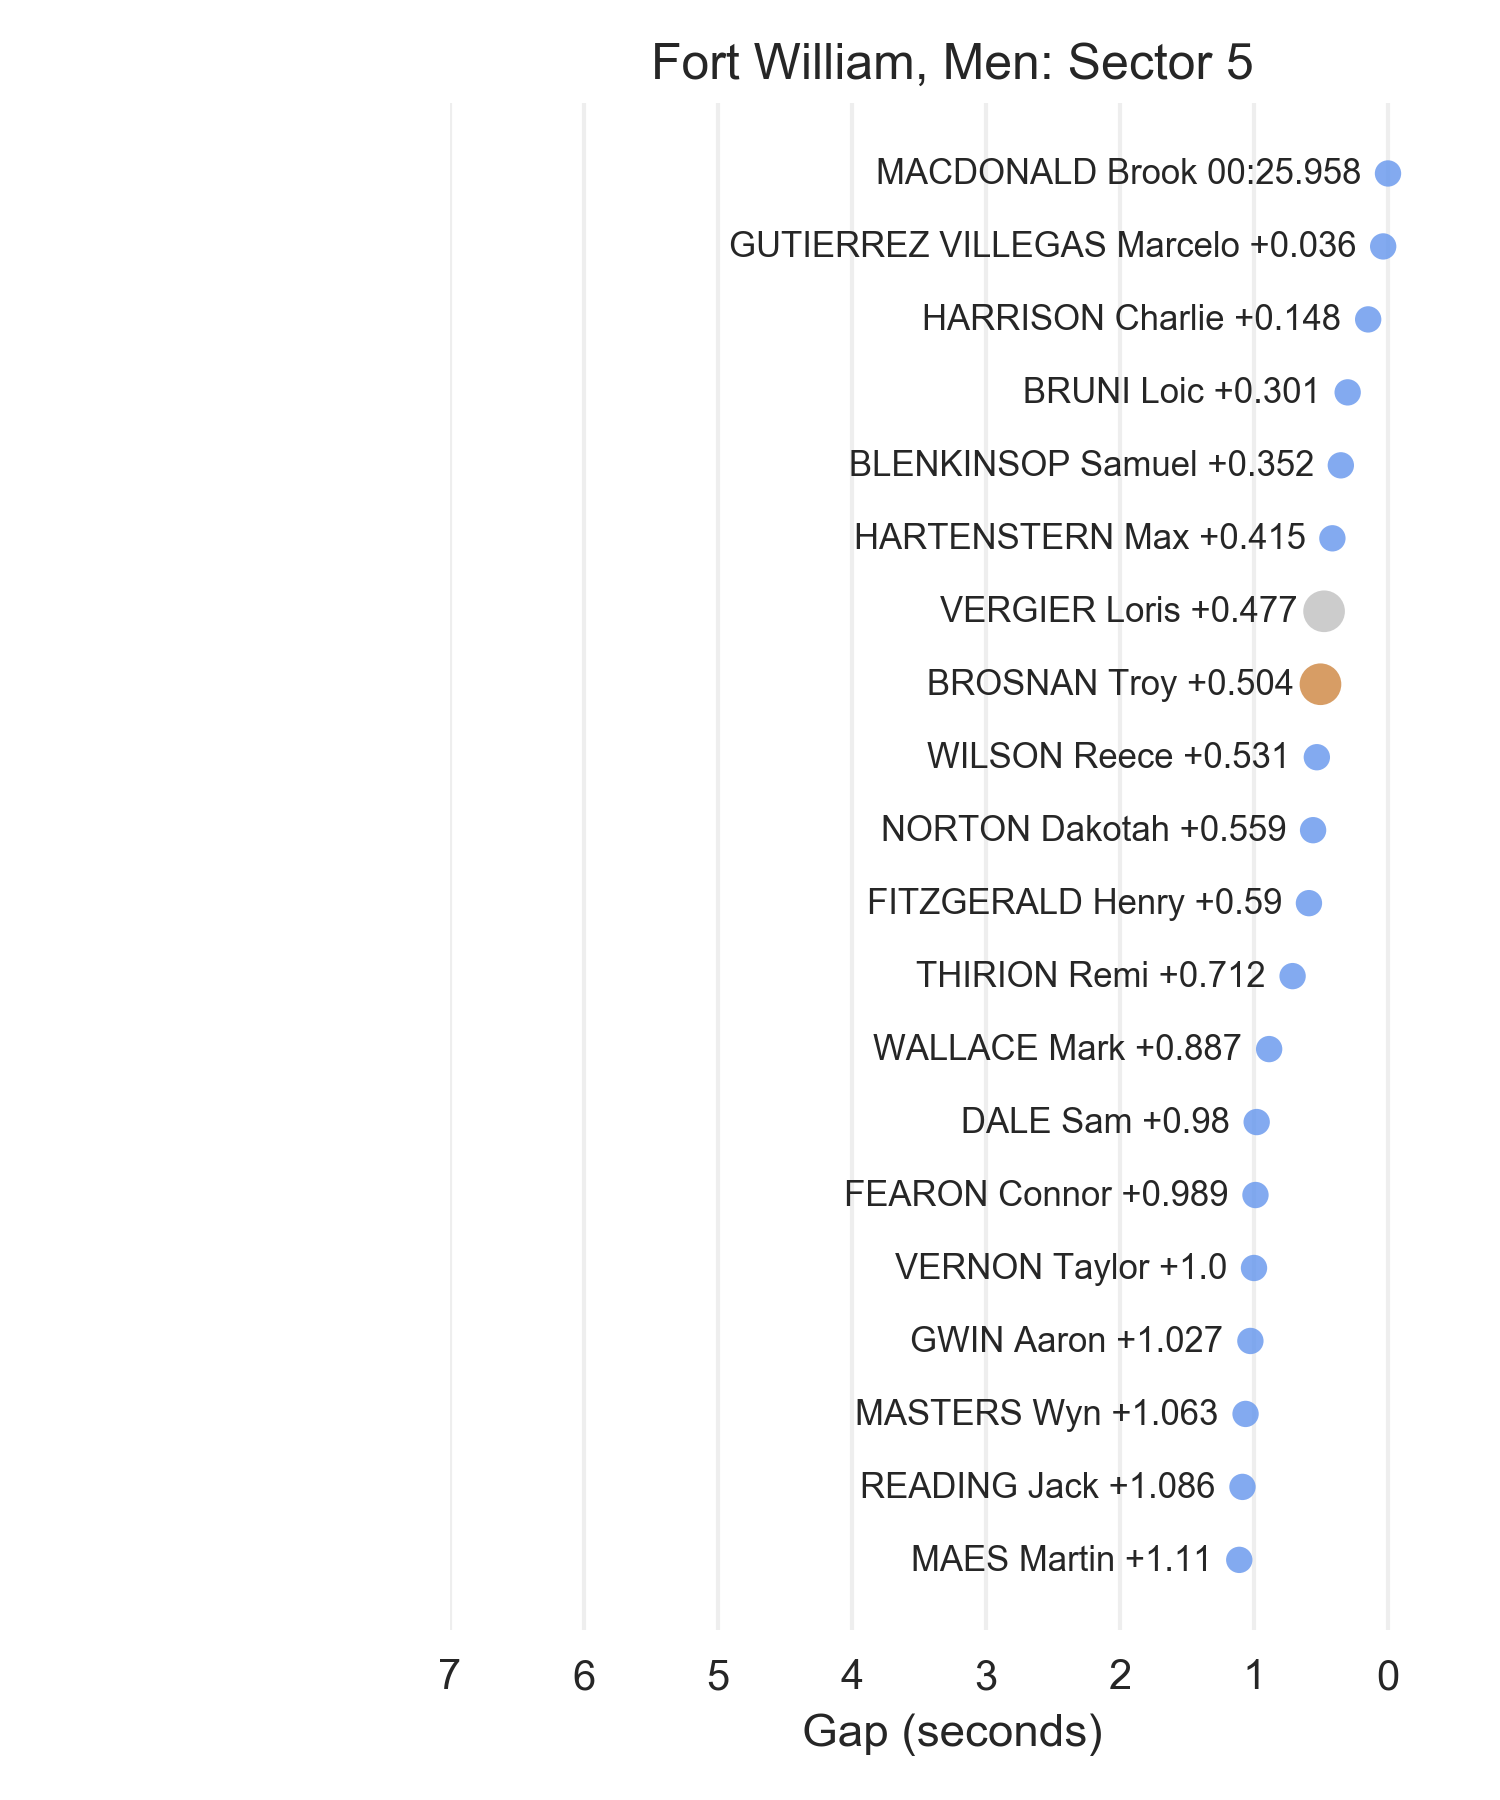 Fort William, Men: Sector 5
MACDONALD Brook 00:25.958
GUTIERREZ VILLEGAS Marcelo +0.036
HARRISON Charlie +0.148
BRUNI Loic +0.301
BLENKINSOP Samuel +0.352
HARTENSTERN Max +0.415
VERGIER Loris +0.477
BROSNAN Troy +0.504
WILSON Reece +0.531
NORTON Dakotah +0.559
FITZGERALD Henry +0.59
THIRION Remi +0.712
WALLACE Mark +0.887
DALE Sam +0.98
FEARON Connor +0.989
VERNON Taylor +1.0
GWIN Aaron +1.027
MASTERS Wyn +1.063
READING Jack +1.086
MAES Martin +1.11
7 6 5 4 3 2 1 0
Gap (seconds)